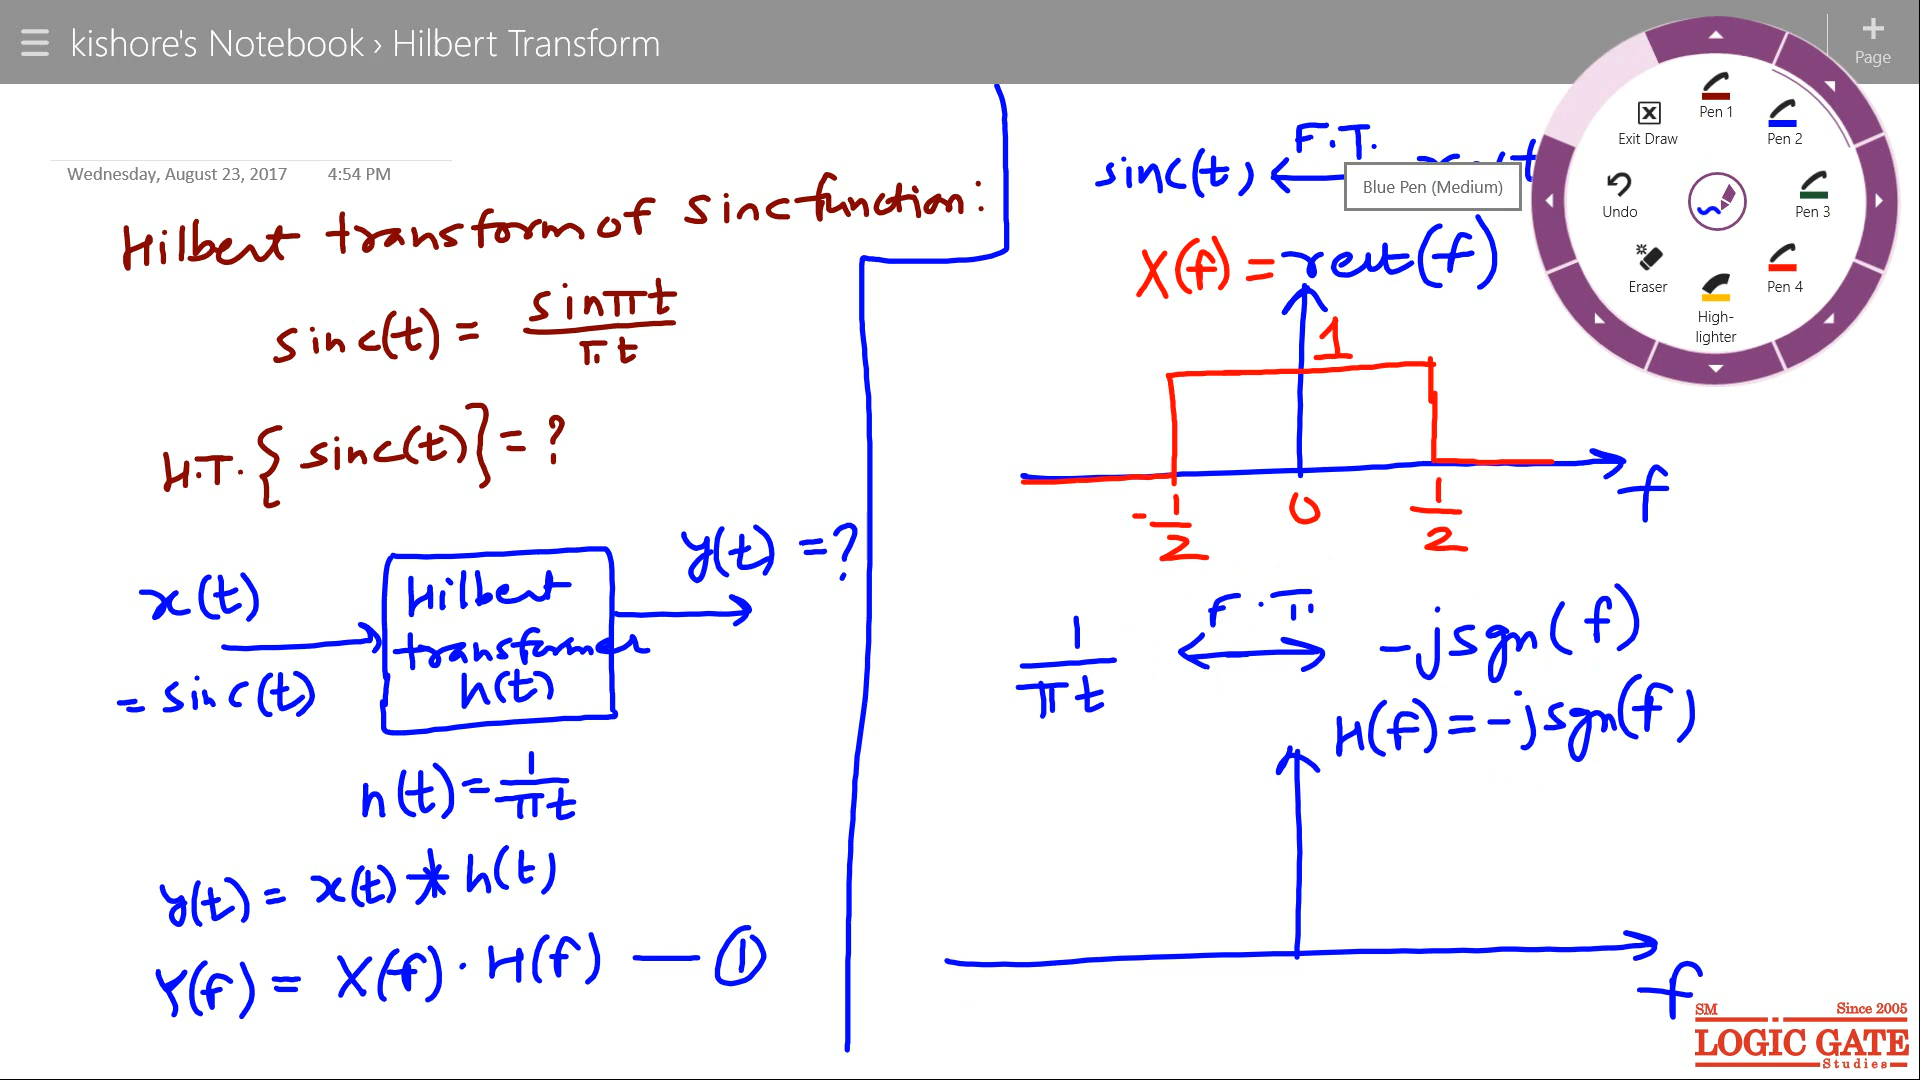 kishore's Notebook › Hilbert Transform
Page
Wednesday, August 23, 2017 4:54 PM
Hilbert transform of sinc function:
sinc(t) = sinπt / πt
H.T. { sinc(t) } = ?
x(t)
= sinc(t)
Hilbert
transformer
h(t)
y(t) = ?
h(t) = 1 / πt
y(t) = x(t) * h(t)
Y(f) = X(f) · H(f) — ①
sinc(t) F.T.
Blue Pen (Medium)
X(f) = rect(f)
1
-1/2 0 1/2 f
1 / πt F.T. -jsgn(f)
H(f) = -jsgn(f)
f
Exit Draw
Pen 1
Pen 2
Undo
Pen 3
Eraser
High-
lighter
Pen 4
SM Since 2005
LOGIC GATE
Studies